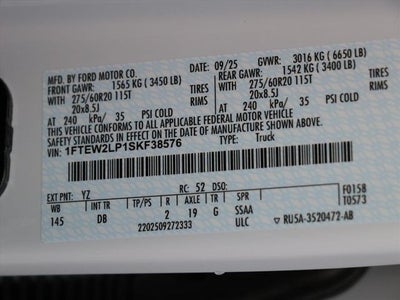 MFD. BY FORD MOTOR CO. 09/25 GVWR: 3016 KG (6650 LB)
FRONT GAWR: 1565 KG (3450 LB) REAR GAWR: 1542 KG (3400 LB)
WITH 275/60R20 115T TIRES WITH 275/60R20 115T TIRES
20x8.5J RIMS 20x8.5J RIMS
AT 240 kPa/ 35 PSI COLD AT 240 kPa/ 35 PSI COLD
THIS VEHICLE CONFORMS TO ALL APPLICABLE FEDERAL MOTOR VEHICLE
SAFETY STANDARDS IN EFFECT ON THE DATE OF MANUFACTURE SHOWN ABOVE.
VIN: 1FTEW2LP1SKF38576 TYPE: Truck
EXT PNT: YZ RC: 52 DSO: F0158
WB INT TR TP/PS R AXLE TR SPR T0573
145 DB 2 19 G SSAA
2202509272333 ULC RU5A-3520472-AB